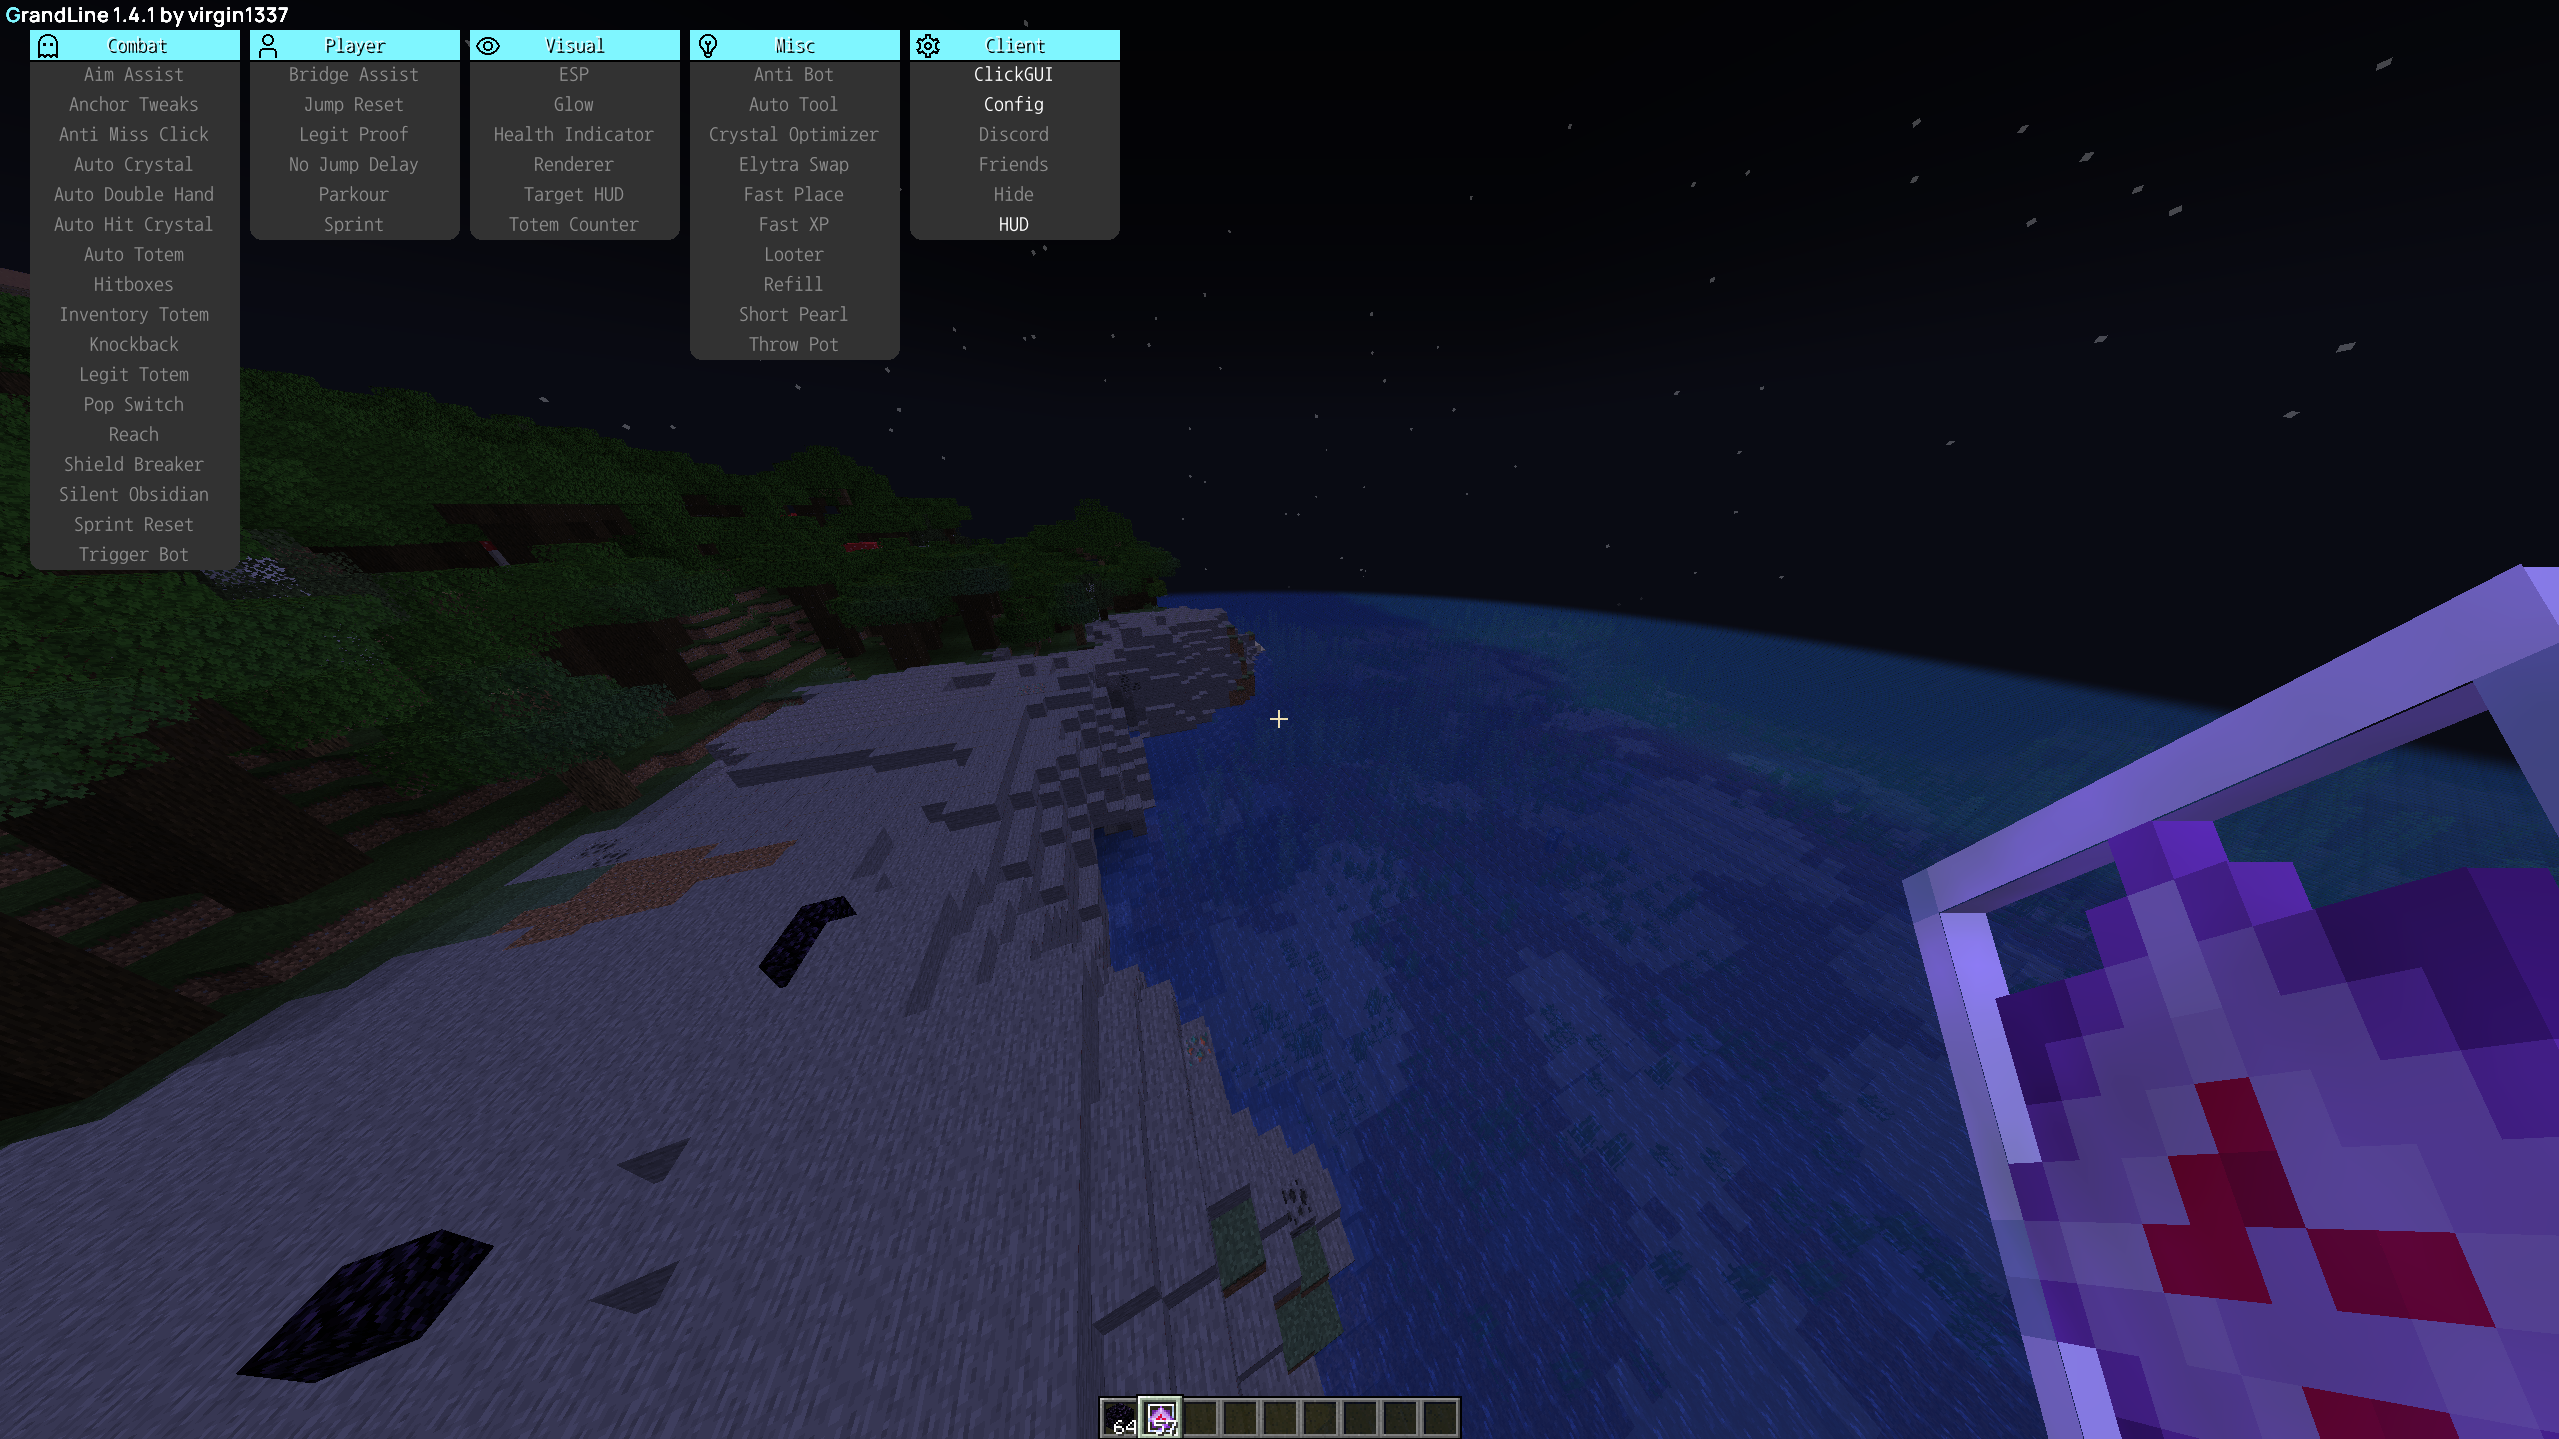 GrandLine 1.4.1 by virgin1337
Combat
Aim Assist
Anchor Tweaks
Anti Miss Click
Auto Crystal
Auto Double Hand
Auto Hit Crystal
Auto Totem
Hitboxes
Inventory Totem
Knockback
Legit Totem
Pop Switch
Reach
Shield Breaker
Silent Obsidian
Sprint Reset
Trigger Bot
Player
Bridge Assist
Jump Reset
Legit Proof
No Jump Delay
Parkour
Sprint
Visual
ESP
Glow
Health Indicator
Renderer
Target HUD
Totem Counter
Misc
Anti Bot
Auto Tool
Crystal Optimizer
Elytra Swap
Fast Place
Fast XP
Looter
Refill
Short Pearl
Throw Pot
Client
ClickGUI
Config
Discord
Friends
Hide
HUD
64
57